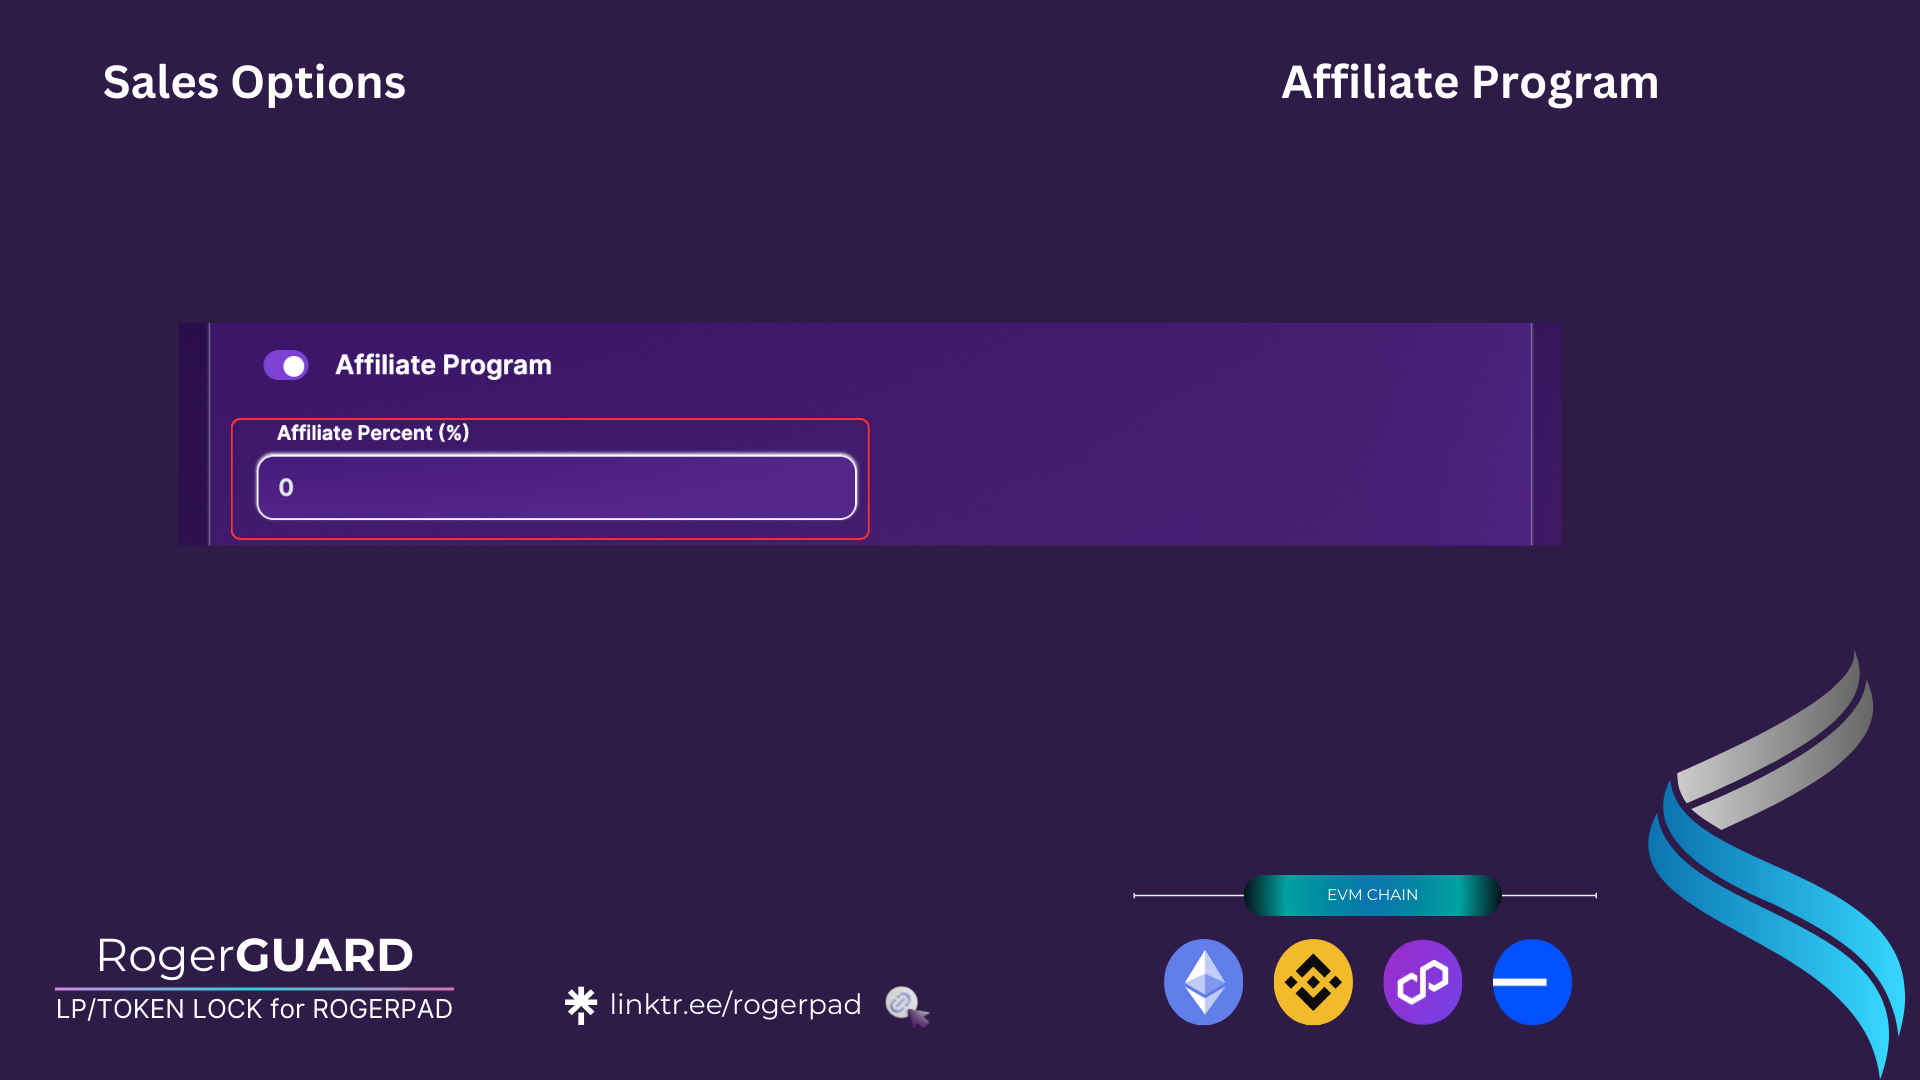 Sales Options
Affiliate Program
Affiliate Program
Affiliate Percent (%)
0
EVM CHAIN
RogerGUARD
LP/TOKEN LOCK for ROGERPAD
linktr.ee/rogerpad